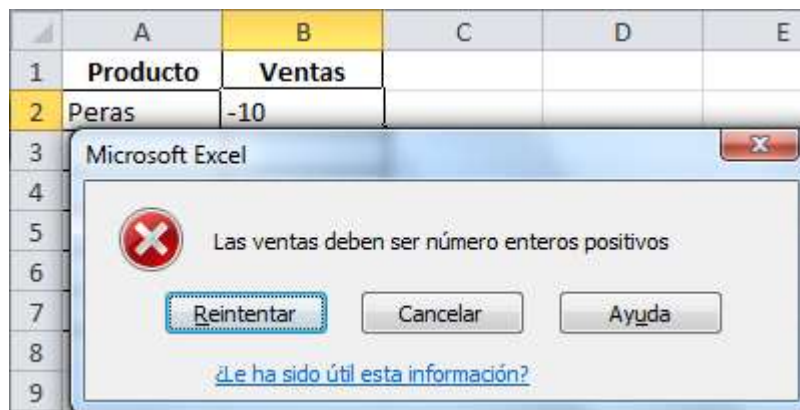 A B C D E
1 Producto Ventas
2 Peras -10
3
Microsoft Excel
4
5
Las ventas deben ser número enteros positivos
6
7
Reintentar Cancelar Ayuda
8
¿Le ha sido útil esta información?
9